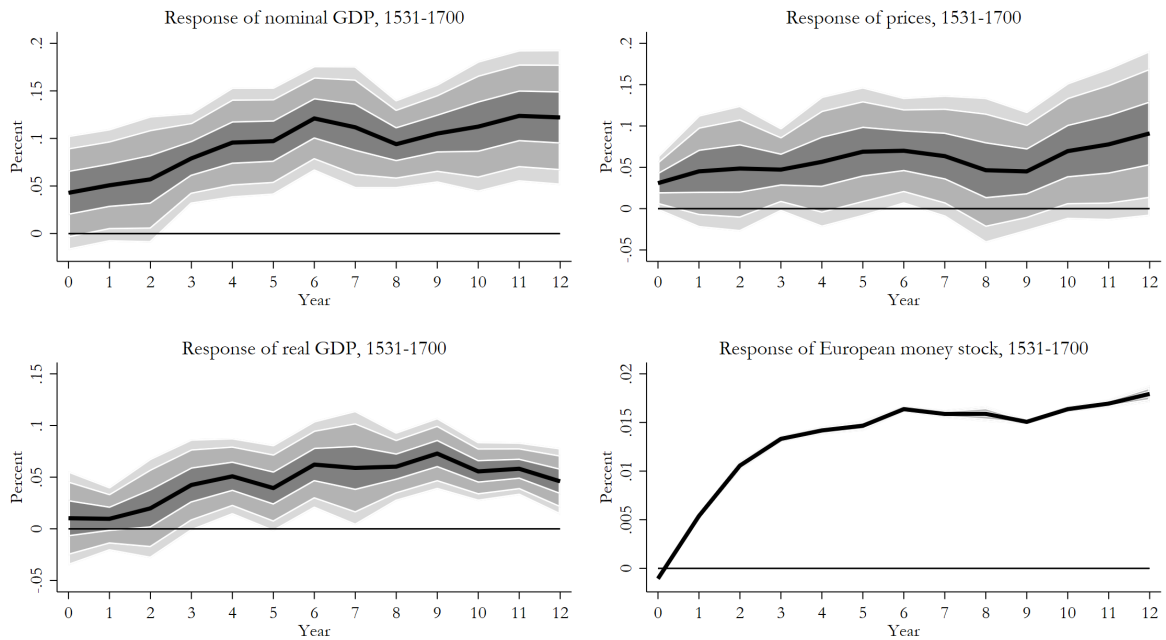 Response of nominal GDP, 1531-1700
Percent
.2
.15
.1
.05
0
0 1 2 3 4 5 6 7 8 9 10 11 12
Year
Response of prices, 1531-1700
Percent
.2
.15
.1
.05
0
-.05
0 1 2 3 4 5 6 7 8 9 10 11 12
Year
Response of real GDP, 1531-1700
Percent
.15
.1
.05
0
-.05
0 1 2 3 4 5 6 7 8 9 10 11 12
Year
Response of European money stock, 1531-1700
Percent
.02
.015
.01
.005
0
0 1 2 3 4 5 6 7 8 9 10 11 12
Year